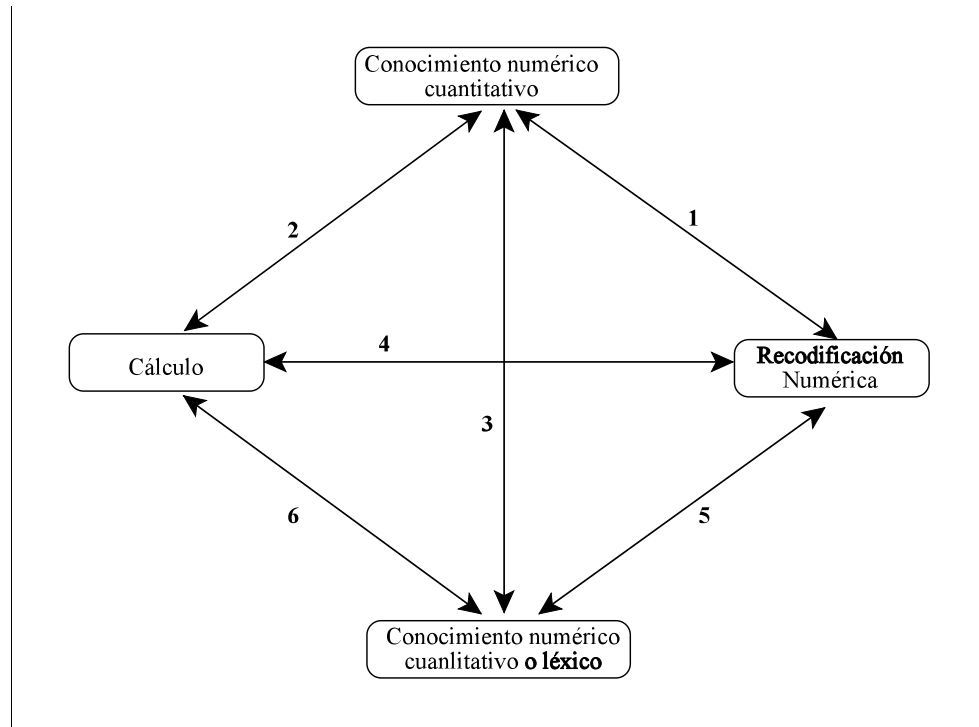 Conocimiento numérico
cuantitativo
1
2
4
Cálculo
Recodificación
Numérica
3
6
5
Conocimiento numérico
cuanlitativo o léxico